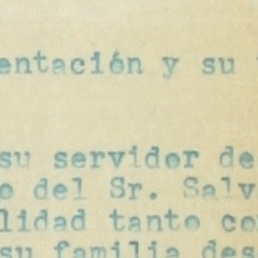 entación y su
su servidor de
o del Sr. Salv
lidad tanto co
su familia des